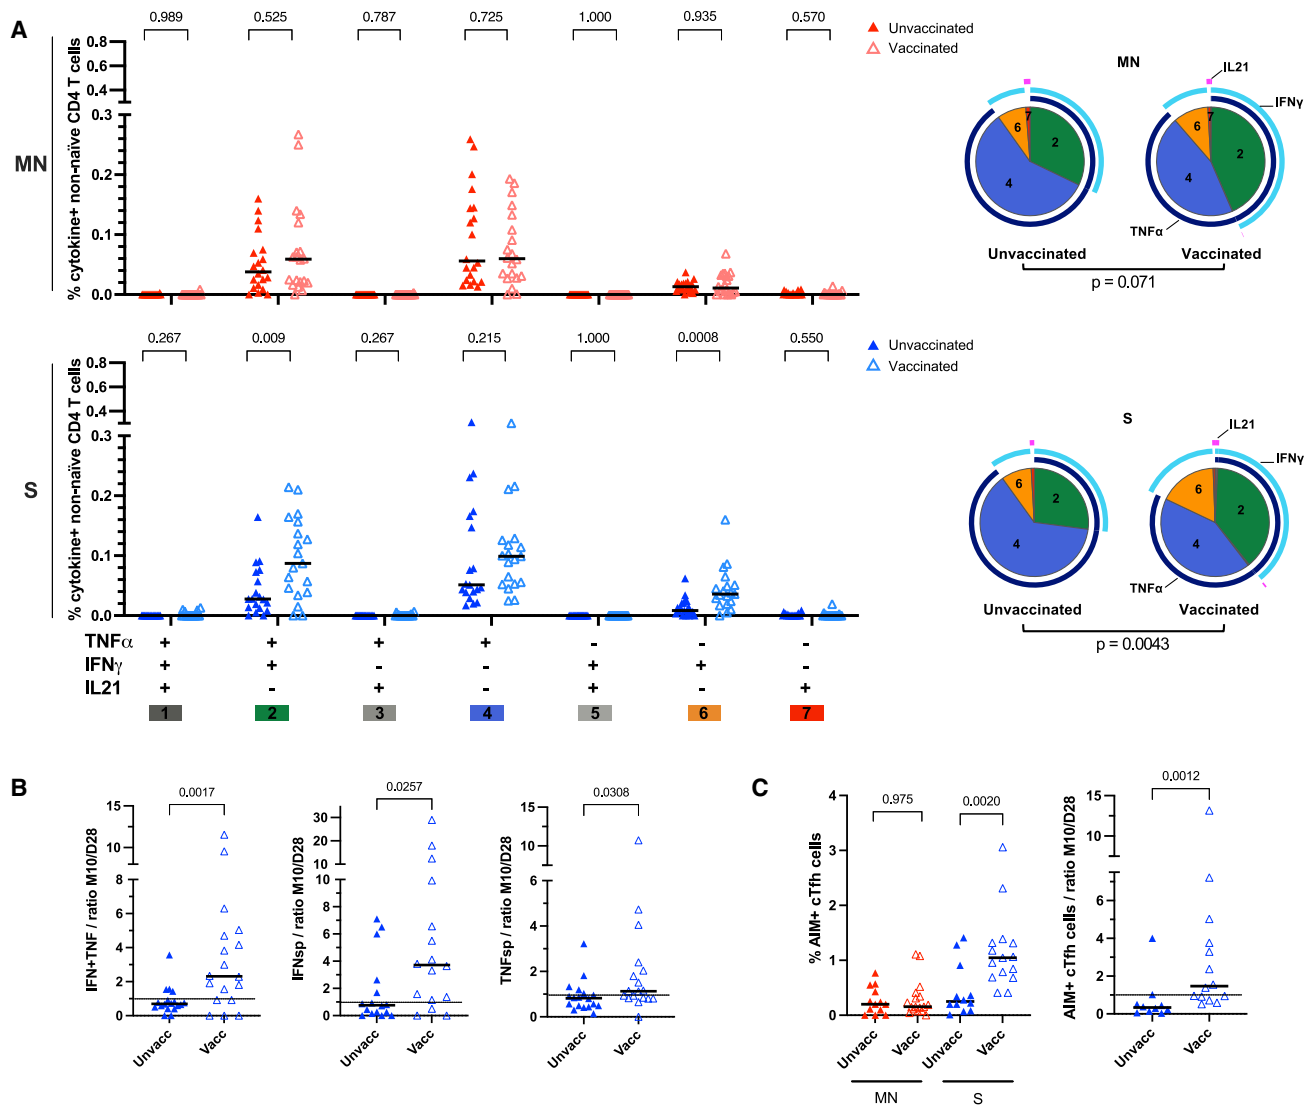 A
0.989 0.525 0.787 0.725 1.000 0.935 0.570
MN
% cytokine+ non-naïve CD4 T cells
0.8
0.6
0.4
0.3
0.2
0.1
0.0
Unvaccinated
Vaccinated
MN
IL21
IFNγ
7
6
2
4
7
6
2
4
TNFα
Unvaccinated
Vaccinated
p = 0.071
0.267 0.009 0.267 0.215 1.000 0.0008 0.550
S
% cytokine+ non-naïve CD4 T cells
0.8
0.6
0.4
0.3
0.2
0.1
0.0
Unvaccinated
Vaccinated
S
IL21
IFNγ
6
2
4
6
2
4
TNFα
Unvaccinated
Vaccinated
p = 0.0043
TNFα + + - + - - -
IFNγ + + - - + + -
IL21 + - + - + - +
1 2 3 4 5 6 7
B
0.0017
IFN+TNF / ratio M10/D28
15
10
8
6
4
2
0
Unvacc
Vacc
0.0257
IFNsp / ratio M10/D28
30
20
10
8
6
4
2
0
Unvacc
Vacc
0.0308
TNFsp / ratio M10/D28
15
10
6
4
2
0
Unvacc
Vacc
C
0.975 0.0020
% AIM+ cTfh cells
4
3
2
1
0
Unvacc
Vacc
Unvacc
Vacc
MN
S
0.0012
AIM+ cTfh cells / ratio M10/D28
15
10
6
4
2
0
Unvacc
Vacc